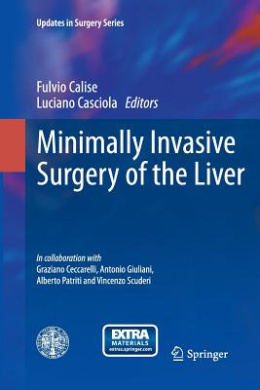 Updates in Surgery Series
Fulvio Calise
Luciano Casciola Editors
Minimally Invasive
Surgery of the Liver
In collaboration with
Graziano Ceccarelli, Antonio Giuliani,
Alberto Patriti and Vincenzo Scuderi
EXTRA
MATERIALS
extras.springer.com
Springer